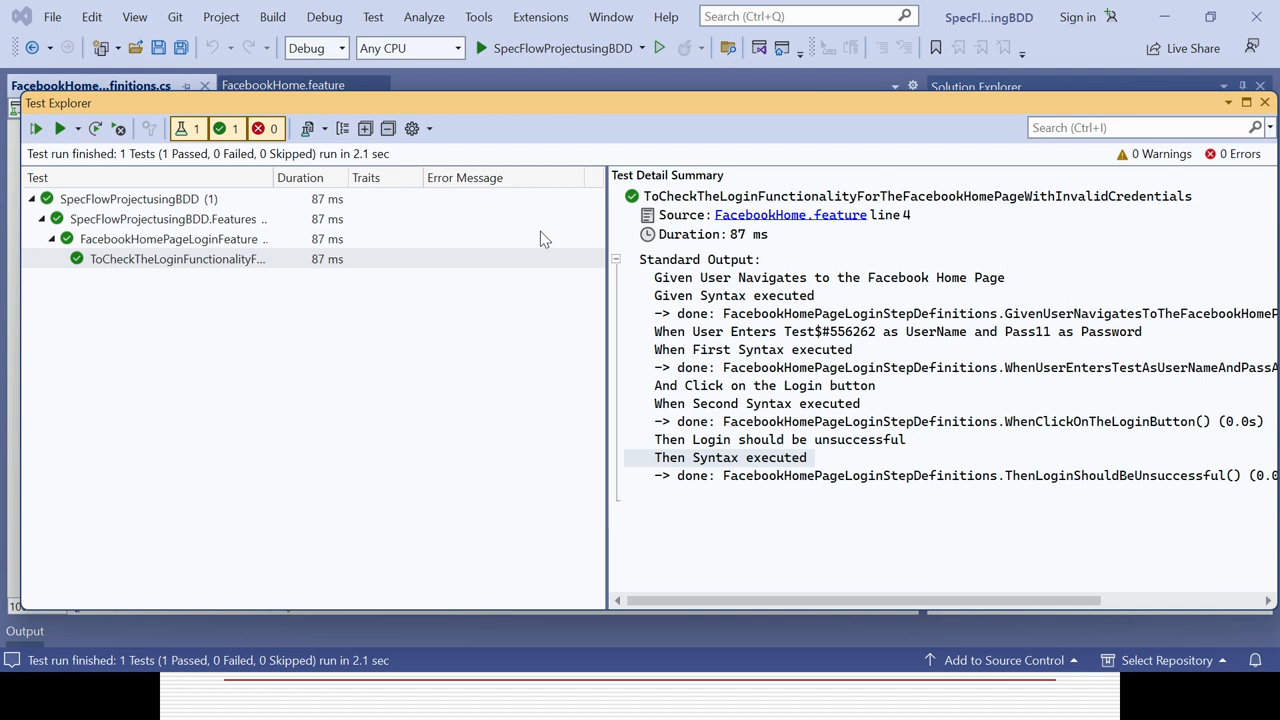 File Edit View Git Project Build Debug Test Analyze Tools Extensions Window Help Search (Ctrl+Q) SpecFl...ingBDD Sign in
Debug Any CPU SpecFlowProjectusingBDD Live Share
FacebookHome...finitions.cs FacebookHome.feature Solution Explorer
Test Explorer
1 1 0 Search (Ctrl+I)
Test run finished: 1 Tests (1 Passed, 0 Failed, 0 Skipped) run in 2.1 sec 0 Warnings 0 Errors
Test Duration Traits Error Message
SpecFlowProjectusingBDD (1) 87 ms
SpecFlowProjectusingBDD.Features .. 87 ms
FacebookHomePageLoginFeature .. 87 ms
ToCheckTheLoginFunctionalityF... 87 ms
Test Detail Summary
ToCheckTheLoginFunctionalityForTheFacebookHomePageWithInvalidCredentials
Source: FacebookHome.feature line 4
Duration: 87 ms
Standard Output:
Given User Navigates to the Facebook Home Page
Given Syntax executed
-> done: FacebookHomePageLoginStepDefinitions.GivenUserNavigatesToTheFacebookHomeP
When User Enters Test$#556262 as UserName and Pass11 as Password
When First Syntax executed
-> done: FacebookHomePageLoginStepDefinitions.WhenUserEntersTestAsUserNameAndPassA
And Click on the Login button
When Second Syntax executed
-> done: FacebookHomePageLoginStepDefinitions.WhenClickOnTheLoginButton() (0.0s)
Then Login should be unsuccessful
Then Syntax executed
-> done: FacebookHomePageLoginStepDefinitions.ThenLoginShouldBeUnsuccessful() (0.0
10
Output
Test run finished: 1 Tests (1 Passed, 0 Failed, 0 Skipped) run in 2.1 sec Add to Source Control Select Repository